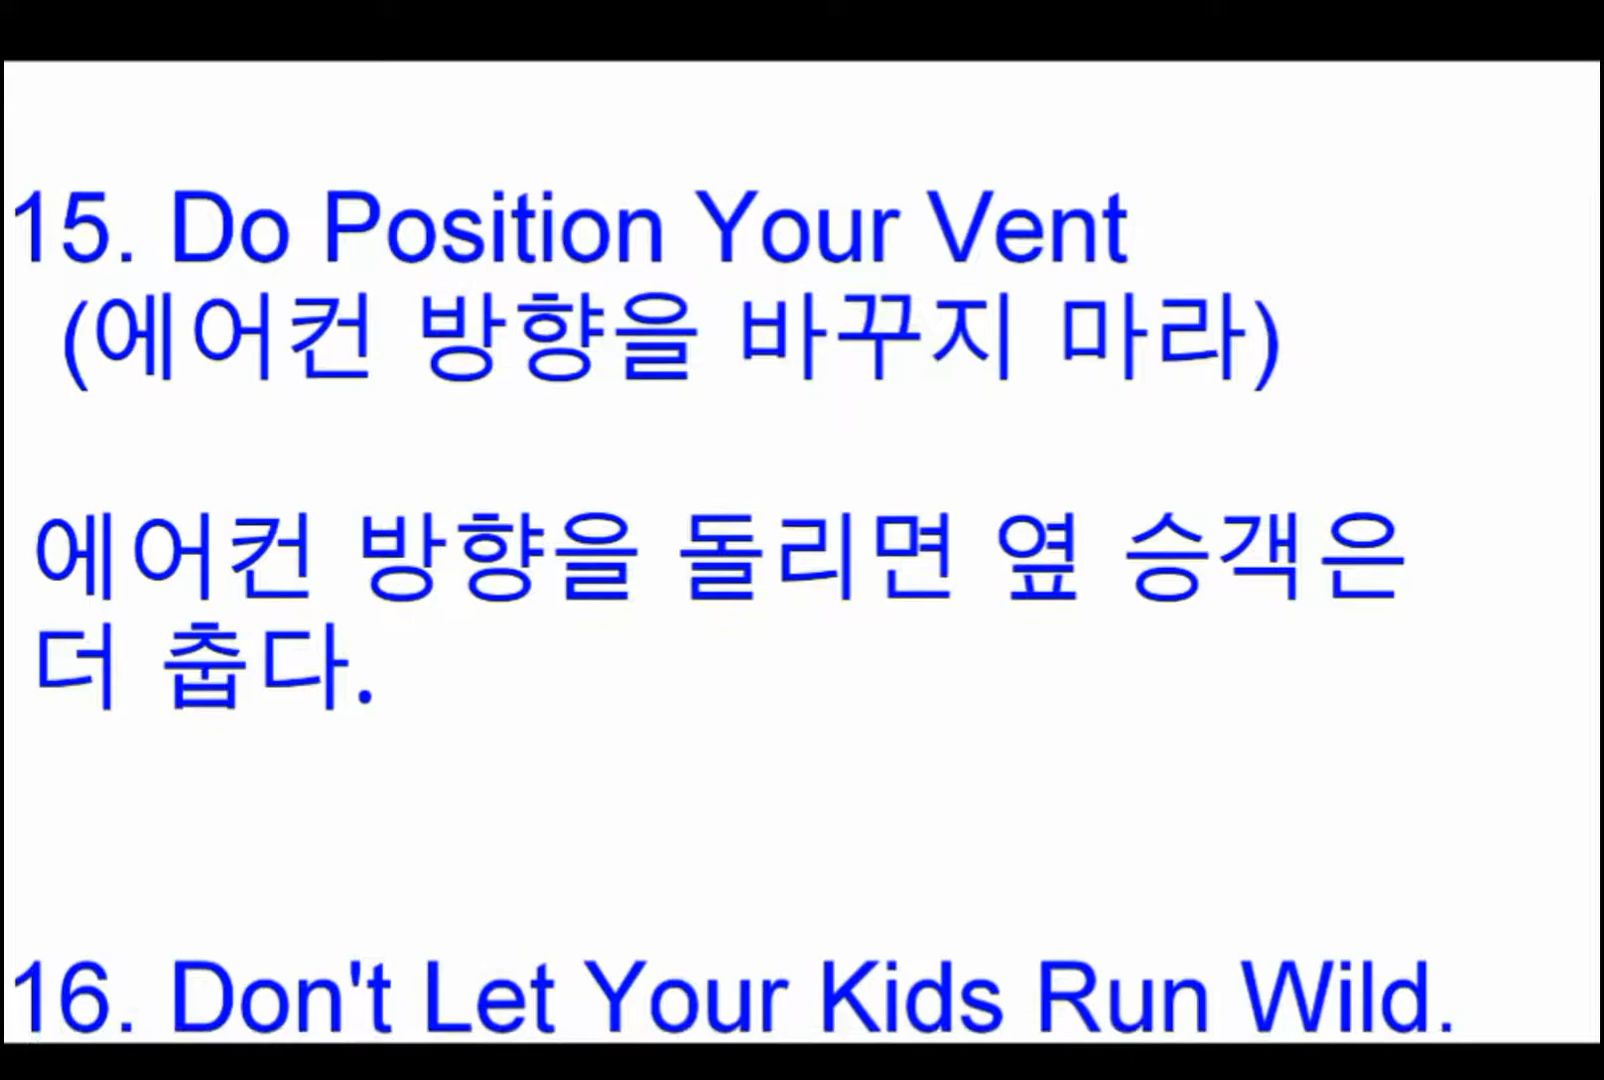 15. Do Position Your Vent
(에어컨 방향을 바꾸지 마라)
에어컨 방향을 돌리면 옆 승객은
더 춥다.
16. Don't Let Your Kids Run Wild.